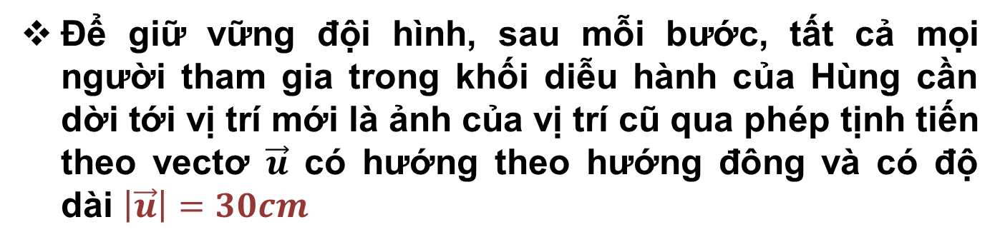 ❖ Để giữ vững đội hình, sau mỗi bước, tất cả mọi
người tham gia trong khối diễu hành của Hùng cần
dời tới vị trí mới là ảnh của vị trí cũ qua phép tịnh tiến
theo vectơ $\vec{u}$ có hướng theo hướng đông và có độ
dài $|\vec{u}| = 30cm$